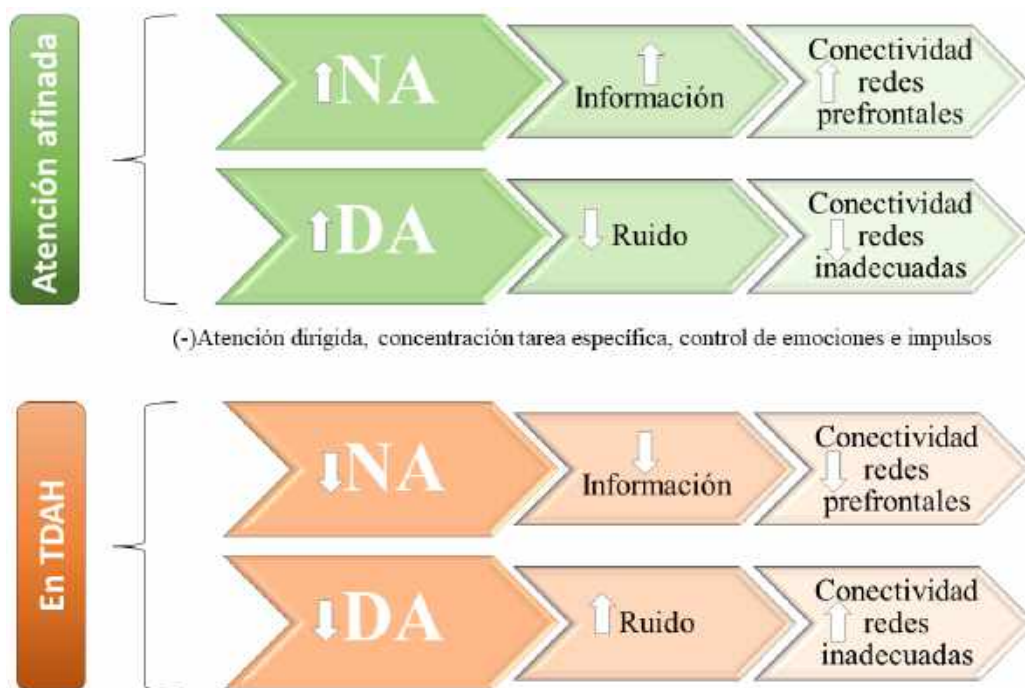 Atención afinada
NA
Información
Conectividad
redes
prefrontales
DA
Ruido
Conectividad
redes
inadecuadas
(-)Atención dirigida, concentración tarea específica, control de emociones e impulsos
En TDAH
NA
Información
Conectividad
redes
prefrontales
DA
Ruido
Conectividad
redes
inadecuadas